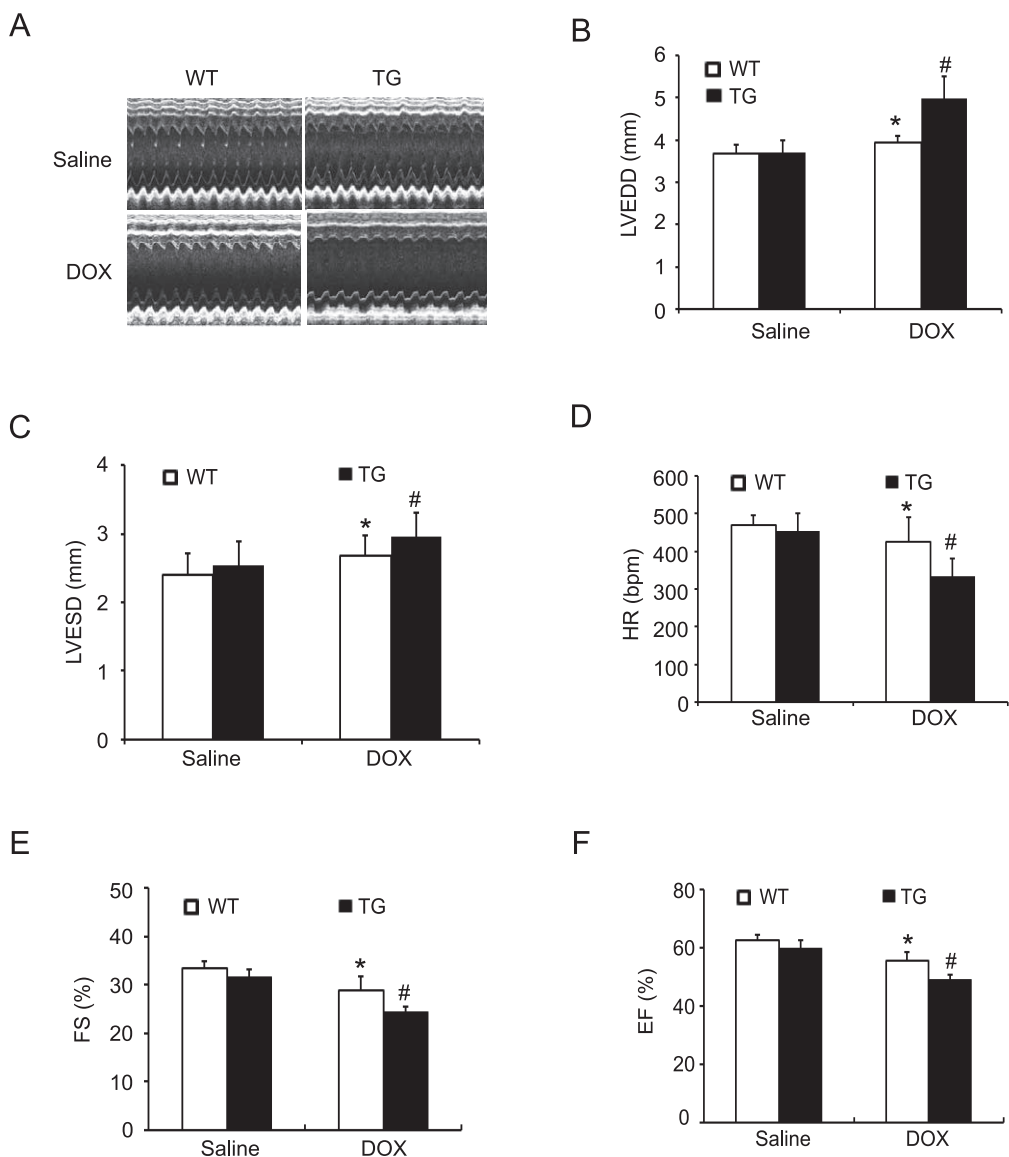 A
WT TG
Saline
DOX
B
LVEDD (mm)
6
5
4
3
2
1
0
WT
TG
*
#
Saline DOX
C
LVESD (mm)
4
3
2
1
0
WT TG
*
#
Saline DOX
D
HR (bpm)
600
500
400
300
200
100
0
WT TG
*
#
Saline DOX
E
FS (%)
50
40
30
20
10
0
WT TG
*
#
Saline DOX
F
EF (%)
80
60
40
20
0
WT TG
*
#
Saline DOX